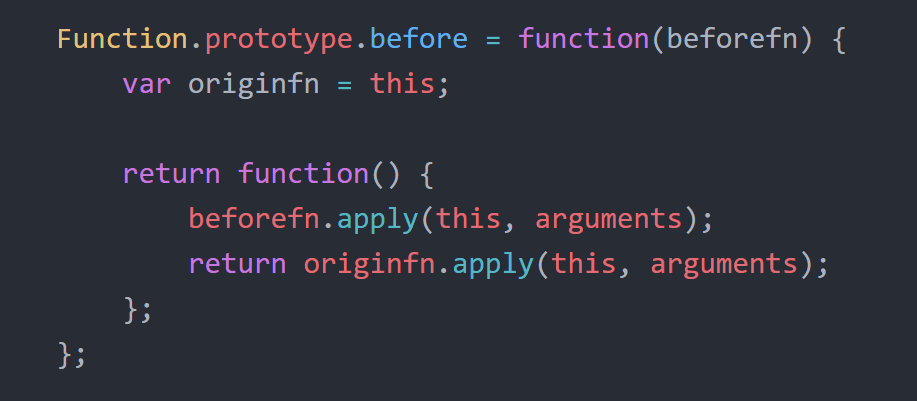 Function.prototype.before = function(beforefn) {
    var originfn = this;

    return function() {
        beforefn.apply(this, arguments);
        return originfn.apply(this, arguments);
    };
};